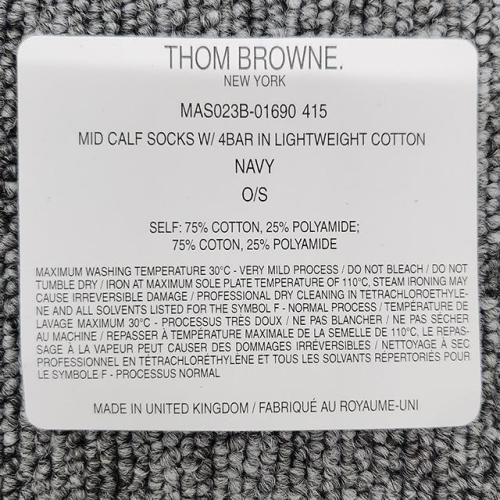 THOM BROWNE.
NEW YORK
MAS023B-01690 415
MID CALF SOCKS W/ 4BAR IN LIGHTWEIGHT COTTON
NAVY
O/S
SELF: 75% COTTON, 25% POLYAMIDE;
75% COTON, 25% POLYAMIDE
MAXIMUM WASHING TEMPERATURE 30°C - VERY MILD PROCESS / DO NOT BLEACH / DO NOT
TUMBLE DRY / IRON AT MAXIMUM SOLE PLATE TEMPERATURE OF 110°C, STEAM IRONING MAY
CAUSE IRREVERSIBLE DAMAGE / PROFESSIONAL DRY CLEANING IN TETRACHLOROETHYLE-
NE AND ALL SOLVENTS LISTED FOR THE SYMBOL F - NORMAL PROCESS / TEMPÉRATURE DE
LAVAGE MAXIMUM 30°C - PROCESSUS TRÈS DOUX / NE PAS BLANCHIR / NE PAS SÉCHER
AU MACHINE / REPASSER À TEMPÉRATURE MAXIMALE DE LA SEMELLE DE 110°C, LE REPAS-
SAGE À LA VAPEUR PEUT CAUSER DES DOMMAGES IRRÉVERSIBLES / NETTOYAGE À SEC
PROFESSIONNEL EN TÉTRACHLORÉTHYLÈNE ET TOUS LES SOLVANTS RÉPERTORIÉS POUR
LE SYMBOLE F - PROCESSUS NORMAL
MADE IN UNITED KINGDOM / FABRIQUÉ AU ROYAUME-UNI